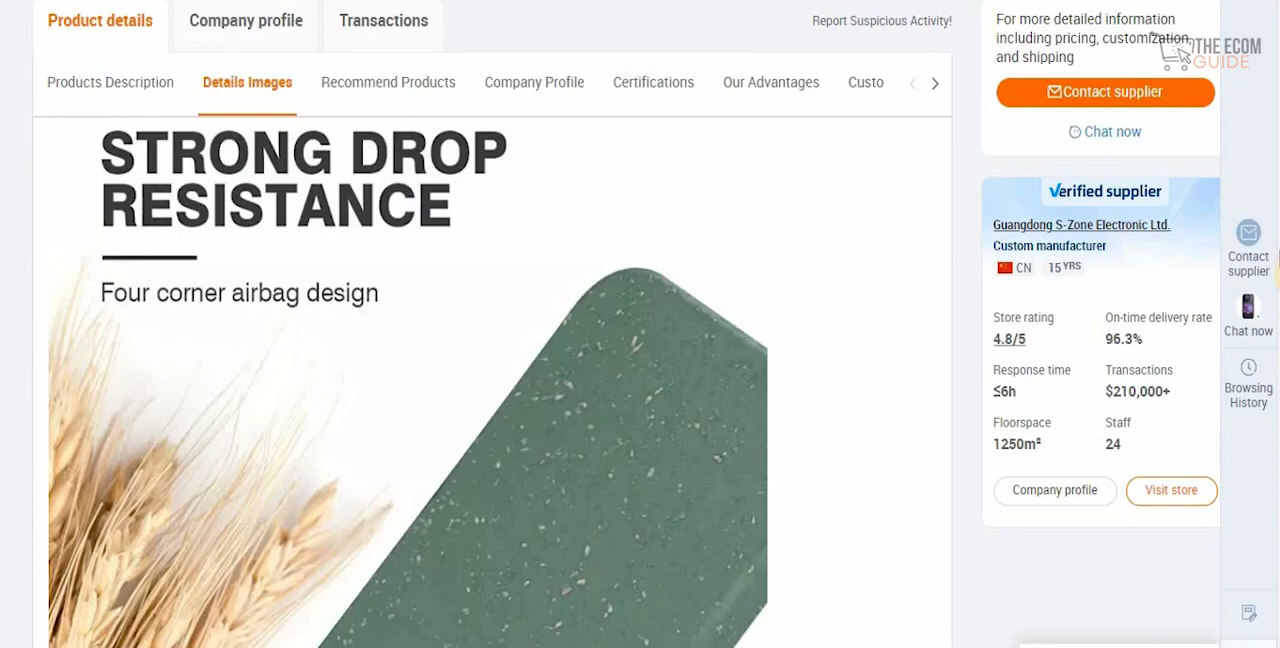 Product details
Company profile
Transactions
Report Suspicious Activity!
Products Description
Details Images
Recommend Products
Company Profile
Certifications
Our Advantages
Custo
STRONG DROP
RESISTANCE
Four corner airbag design
For more detailed information
including pricing, customization,
and shipping
THE ECOM
GUIDE
Contact supplier
Chat now
Verified supplier
Guangdong S-Zone Electronic Ltd.
Custom manufacturer
CN 15 YRS
Store rating
On-time delivery rate
4.8/5
96.3%
Response time
Transactions
≤6h
$210,000+
Floorspace
Staff
1250m²
24
Company profile
Visit store
Contact
supplier
Chat now
Browsing
History